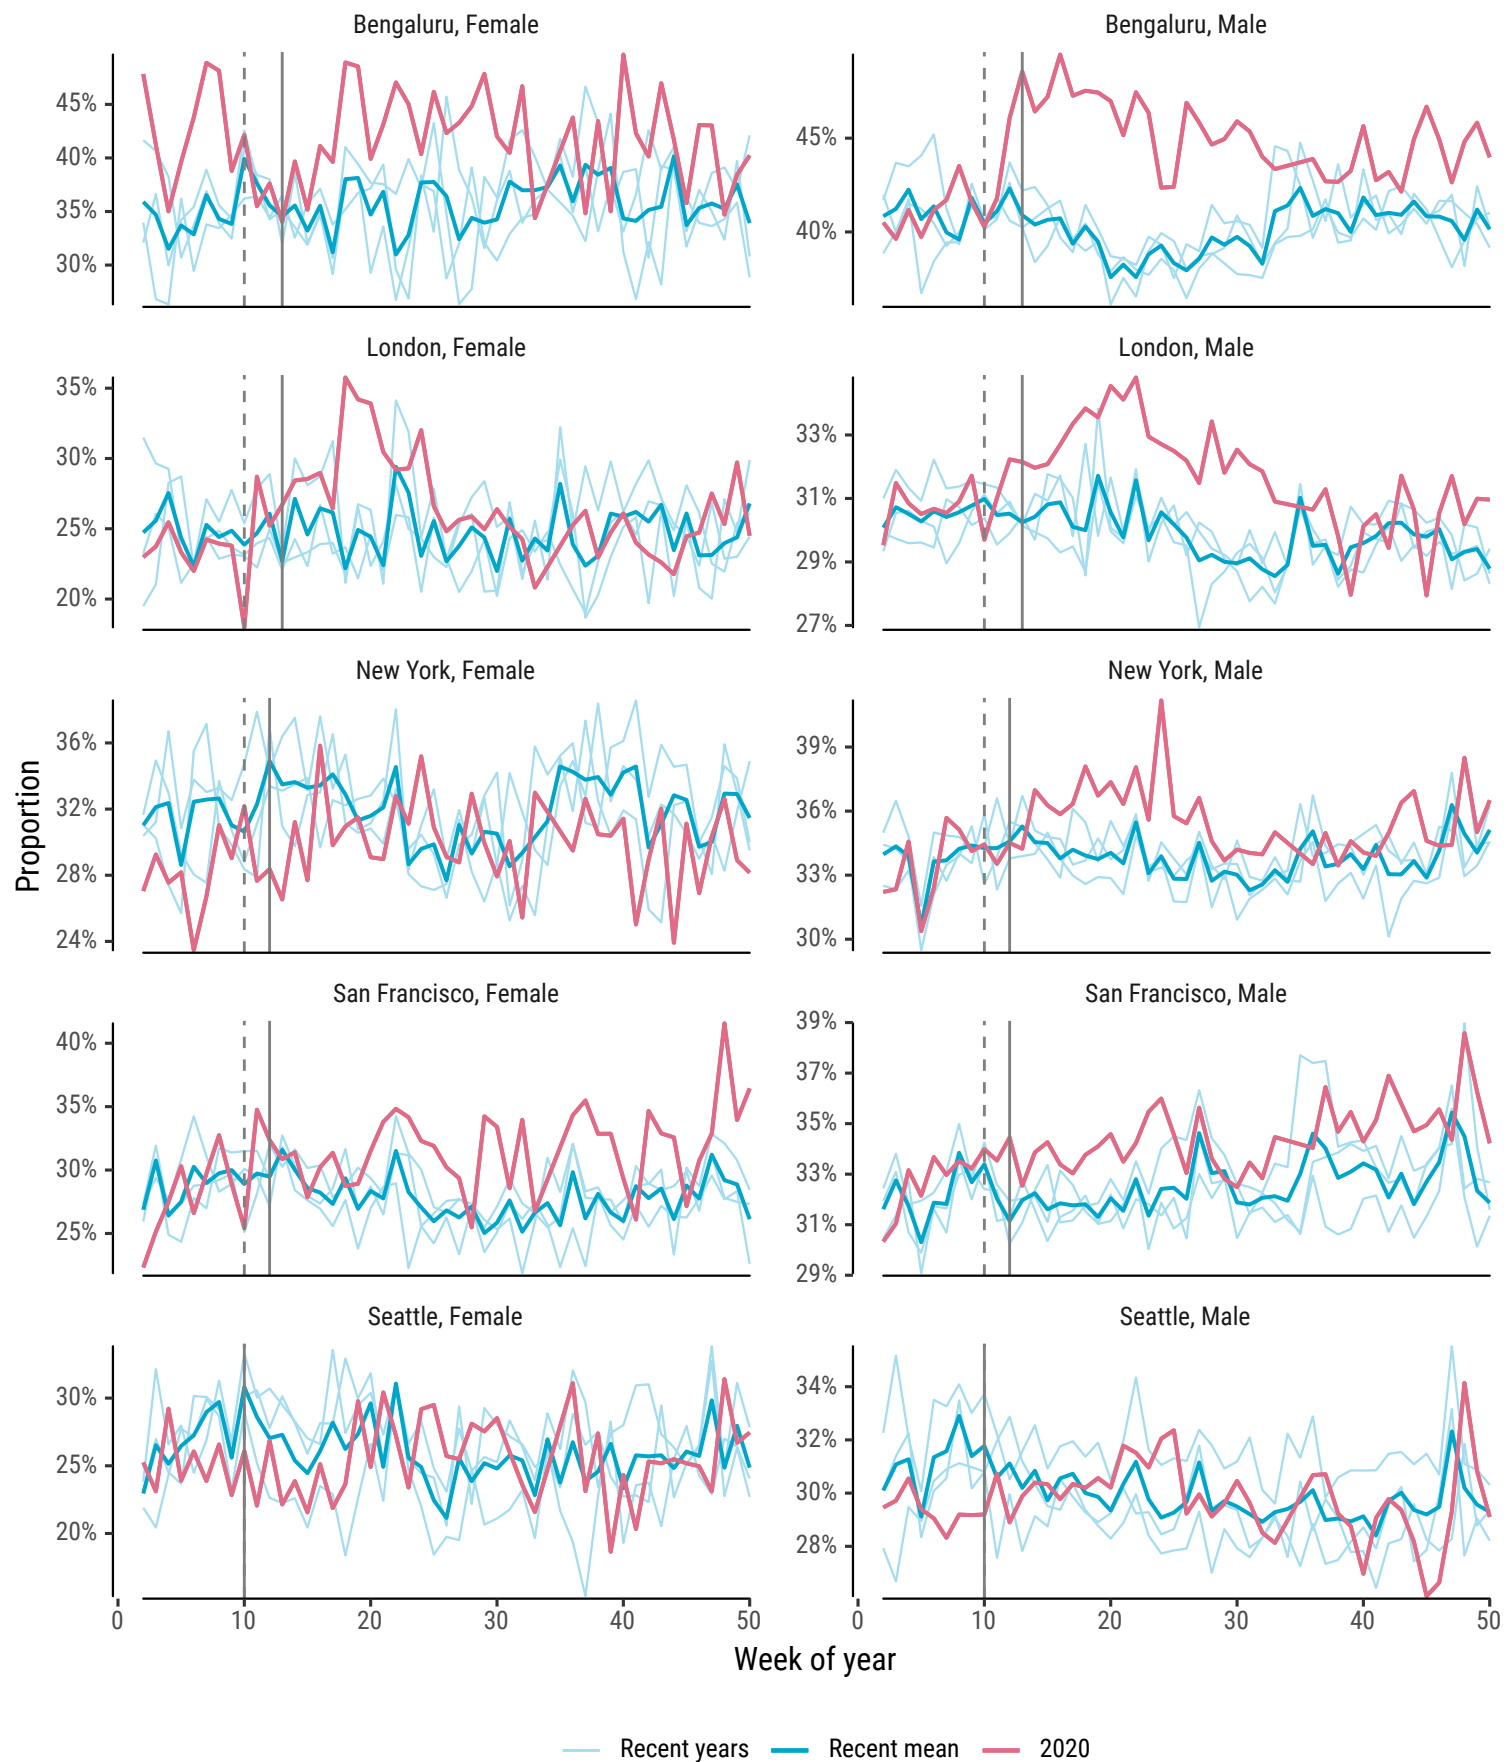 Bengaluru, Female
Bengaluru, Male
45%
40%
35%
30%
45%
40%
London, Female
London, Male
35%
30%
25%
20%
33%
31%
29%
27%
New York, Female
New York, Male
36%
32%
28%
24%
39%
36%
33%
30%
Proportion
San Francisco, Female
San Francisco, Male
40%
35%
30%
25%
39%
37%
35%
33%
31%
29%
Seattle, Female
Seattle, Male
30%
25%
20%
34%
32%
30%
28%
0 10 20 30 40 50
0 10 20 30 40 50
Week of year
Recent years Recent mean 2020